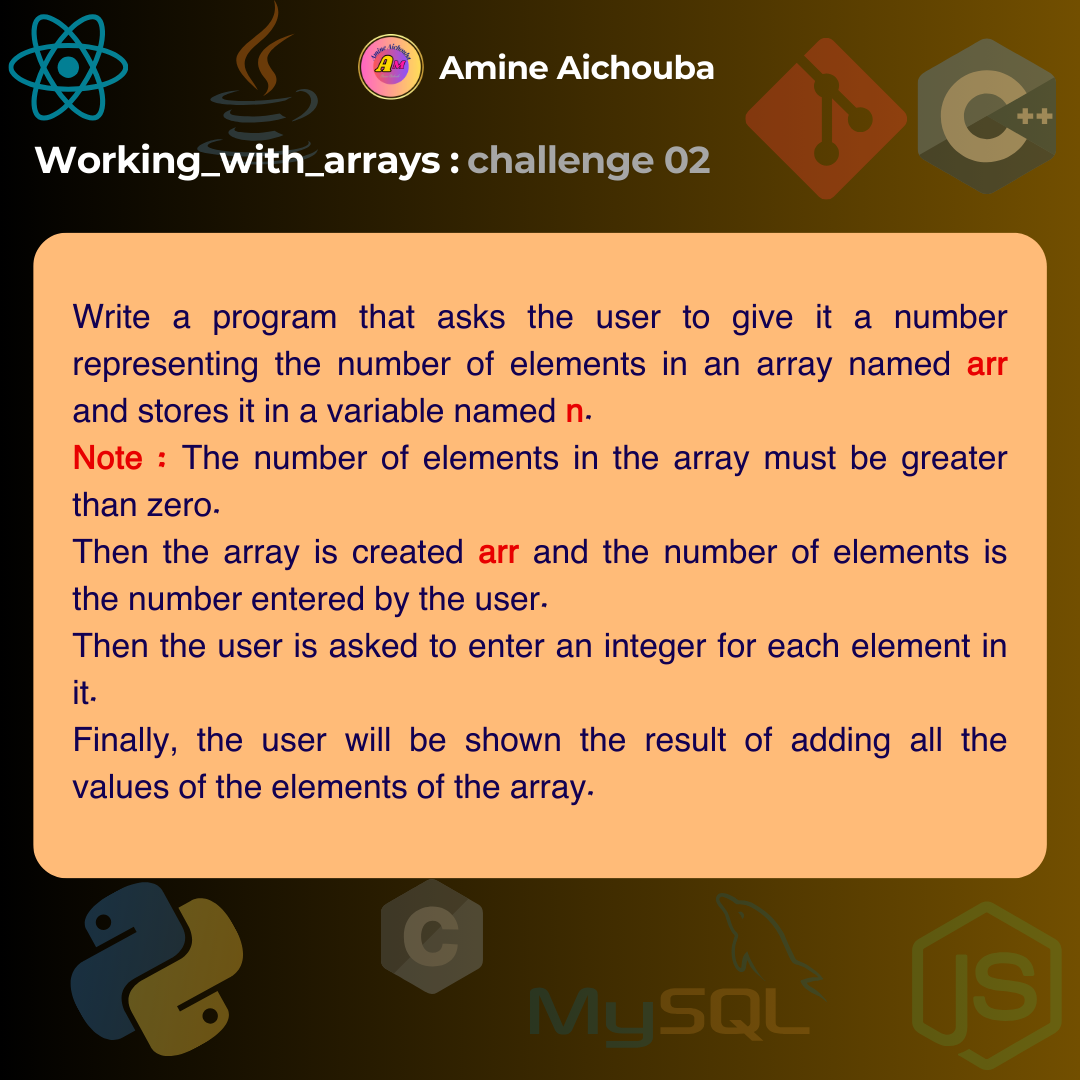 Amine Aichouba
AM
Amine Aichouba
C++
Working_with_arrays : challenge 02
Write a program that asks the user to give it a number
representing the number of elements in an array named arr
and stores it in a variable named n.
Note : The number of elements in the array must be greater
than zero.
Then the array is created arr and the number of elements is
the number entered by the user.
Then the user is asked to enter an integer for each element in
it.
Finally, the user will be shown the result of adding all the
values of the elements of the array.
C
MySQL
JS